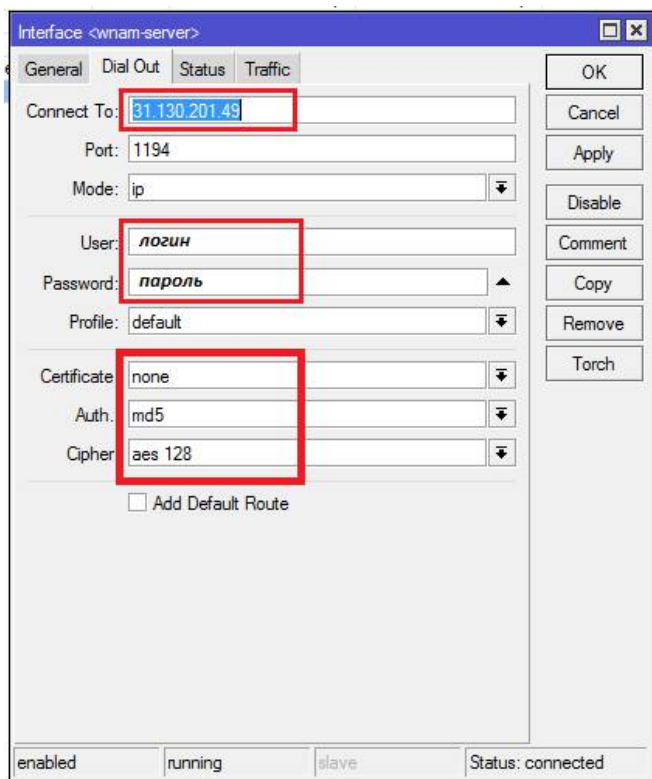 Interface <wnam-server>
General Dial Out Status Traffic
OK
Connect To: 31.130.201.49
Cancel
Port: 1194
Apply
Mode: ip
Disable
User: логин
Comment
Password: пароль
Copy
Profile: default
Remove
Certificate none
Torch
Auth. md5
Cipher aes 128
Add Default Route
enabled running slave Status: connected